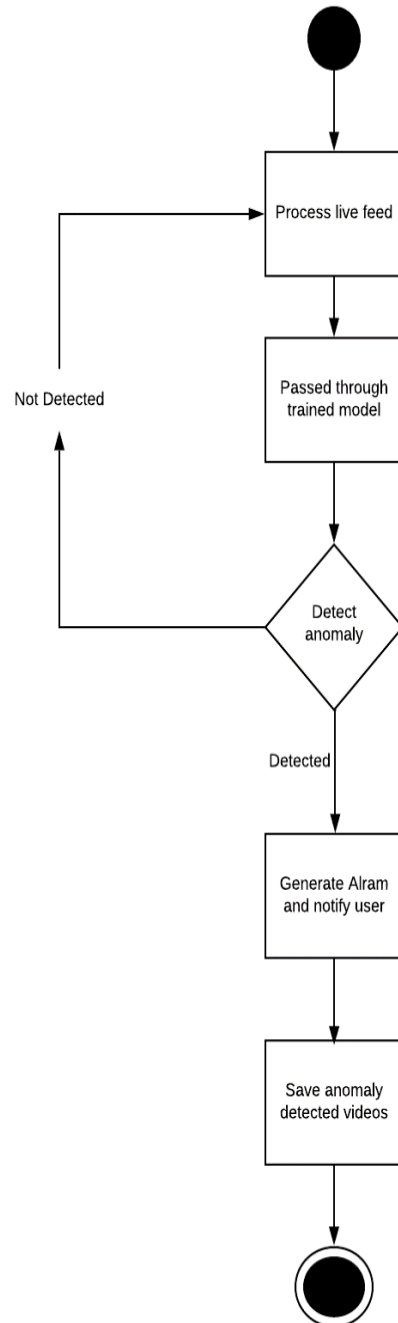 Process live feed
Passed through
trained model
Not Detected
Detect
anomaly
Detected
Generate Alram
and notify user
Save anomaly
detected videos